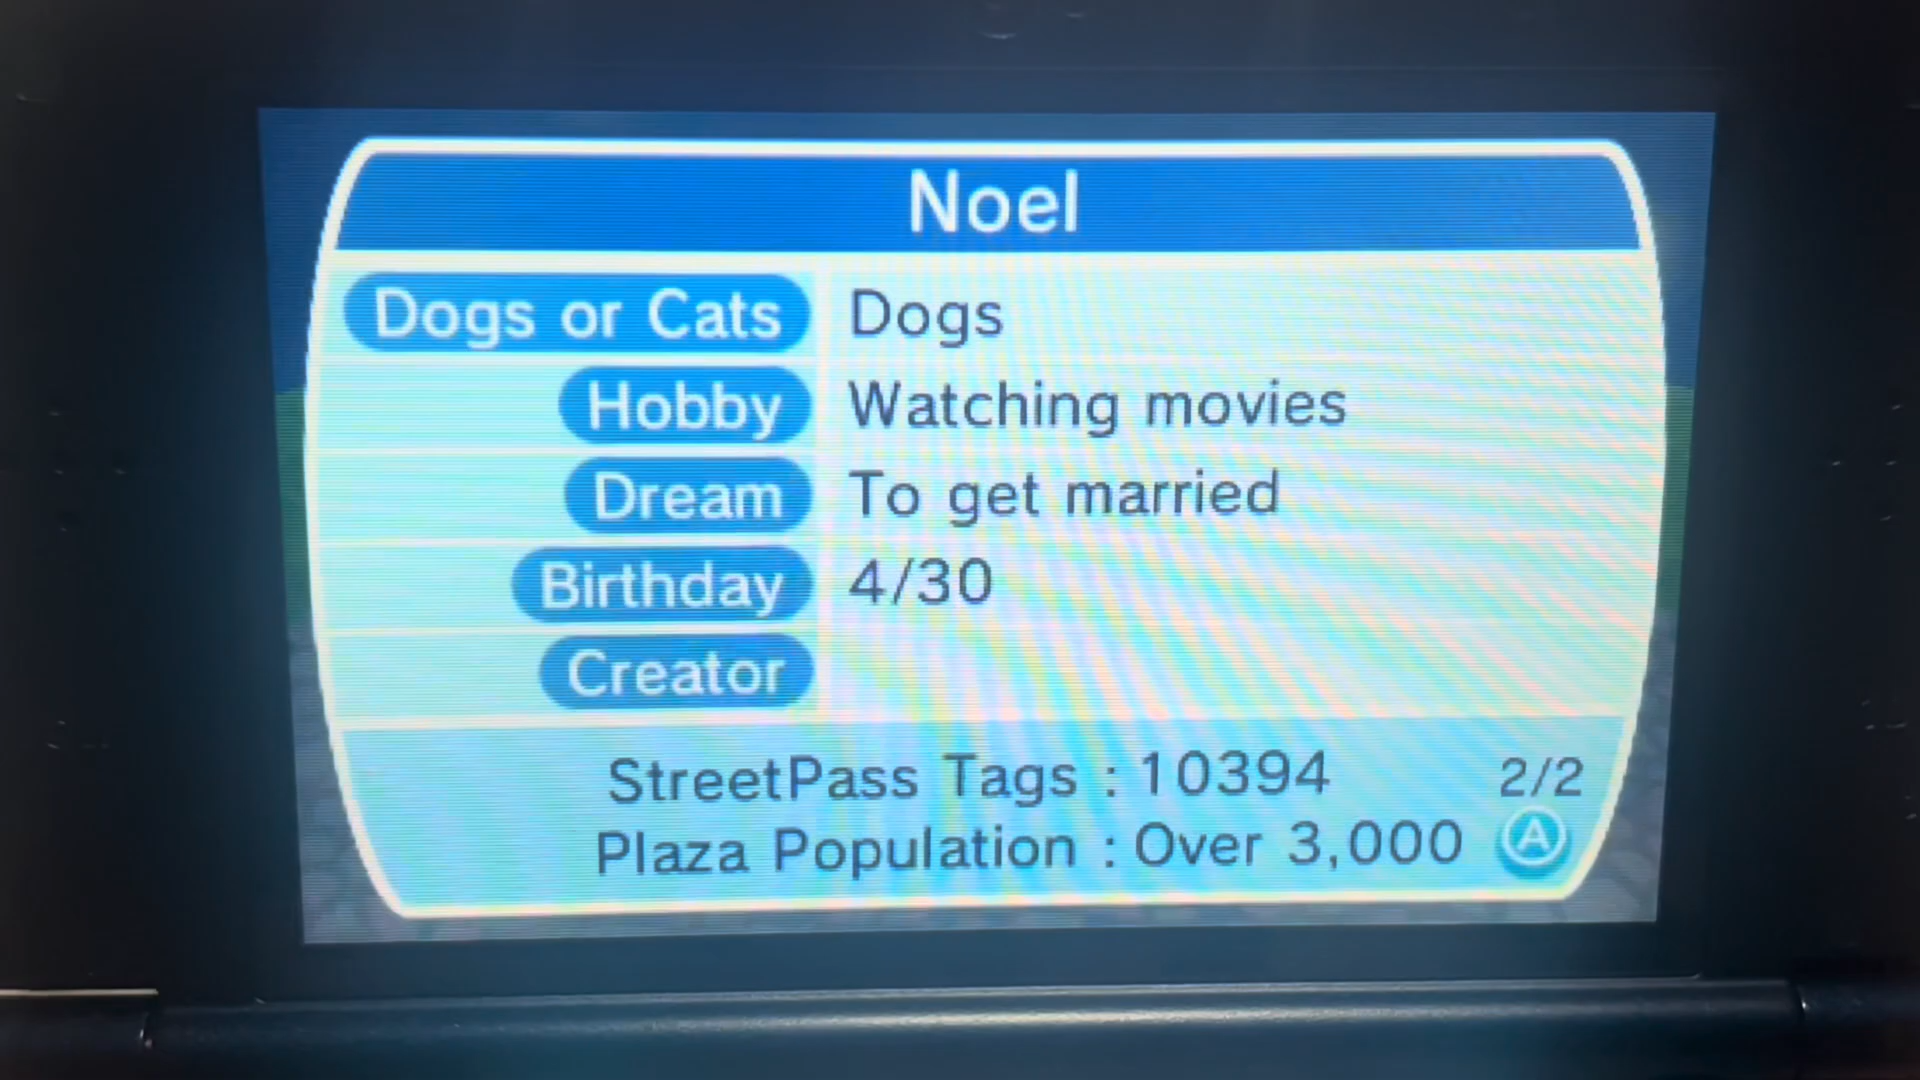 Noel
Dogs or Cats Dogs
Hobby Watching movies
Dream To get married
Birthday 4/30
Creator
StreetPass Tags : 10394 2/2
Plaza Population : Over 3,000 A